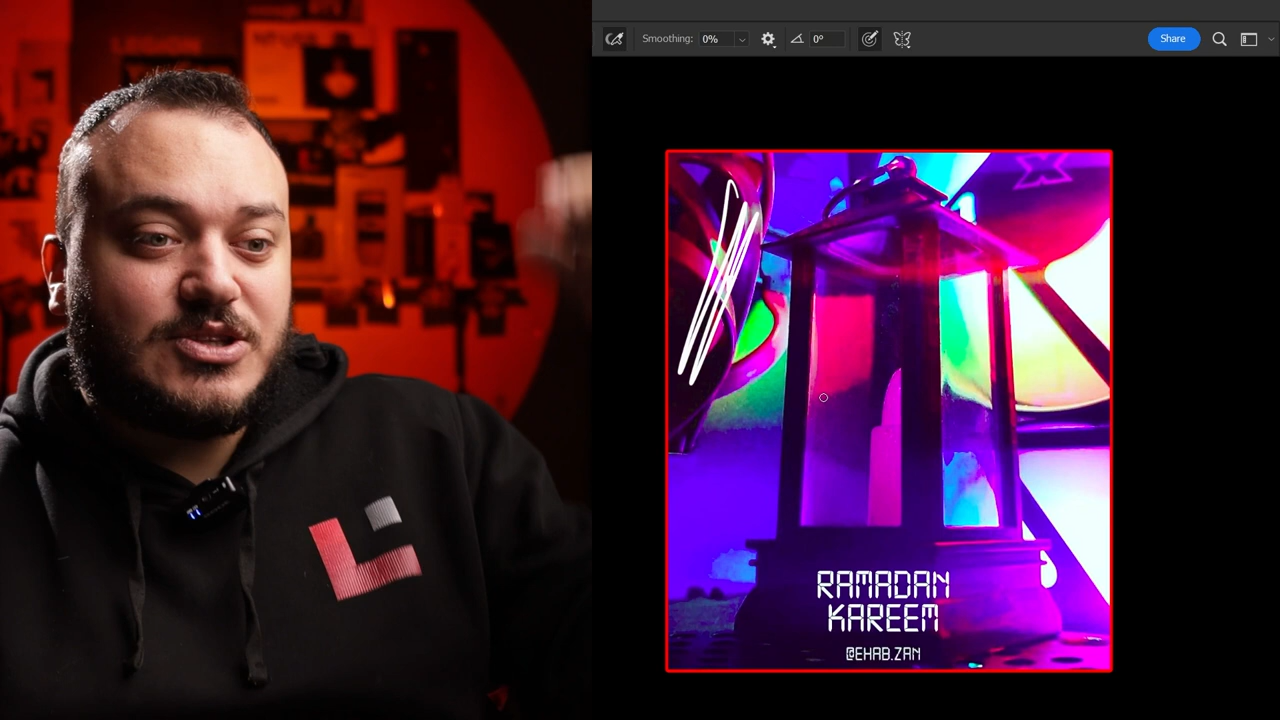 Smoothing: 0%
0°
Share
X
RAMADAN
KAREEM
@EHAB.ZAN